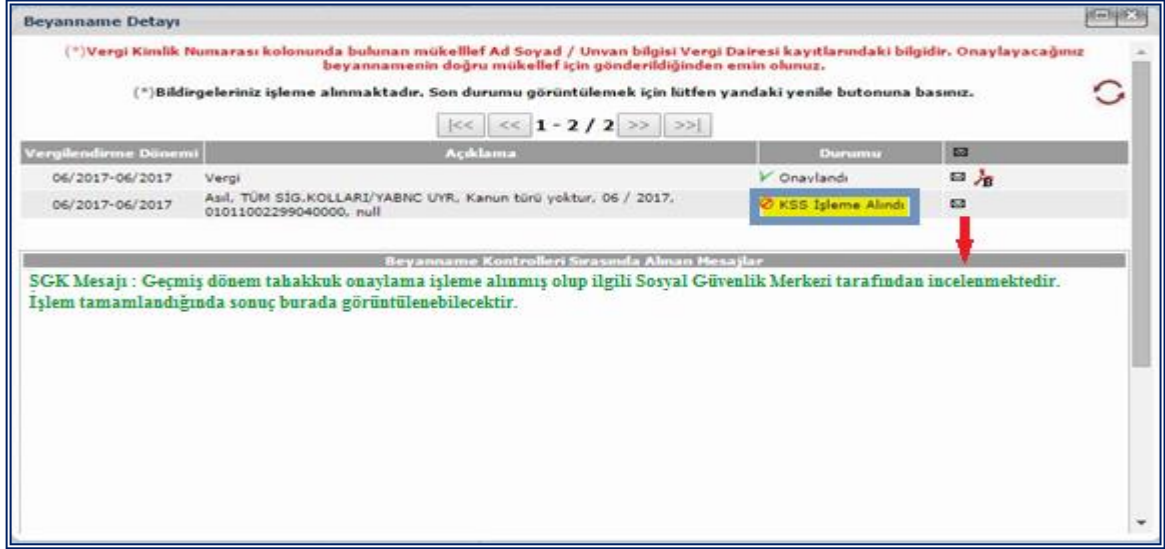 Beyanname Detayı
(*)Vergi Kimlik Numarası kolonunda bulunan mükelllef Ad Soyad / Unvan bilgisi Vergi Dairesi kayıtlarındaki bilgidir. Onaylayacağınız
beyannamenin doğru mükellef için gönderildiğinden emin olunuz.
(*)Bildirgeleriniz işleme alınmaktadır. Son durumu görüntülemek için lütfen yandaki yenile butonuna basınız.
|<< << 1 - 2 / 2 >> >>|
Vergilendirme Dönemi Açıklama Durumu
06/2017-06/2017 Vergi Onaylandı
06/2017-06/2017 Asıl, TÜM SİG.KOLLARI/YABNC UYR, Kanun türü yoktur, 06 / 2017, KSS İşleme Alındı
01011002299040000, null
Beyanname Kontrolleri Sırasında Alınan Mesajlar
SGK Mesajı : Geçmiş dönem tahakkuk onaylama işleme alınmış olup ilgili Sosyal Güvenlik Merkezi tarafından incelenmektedir.
İşlem tamamlandığında sonuç burada görüntülenebilecektir.